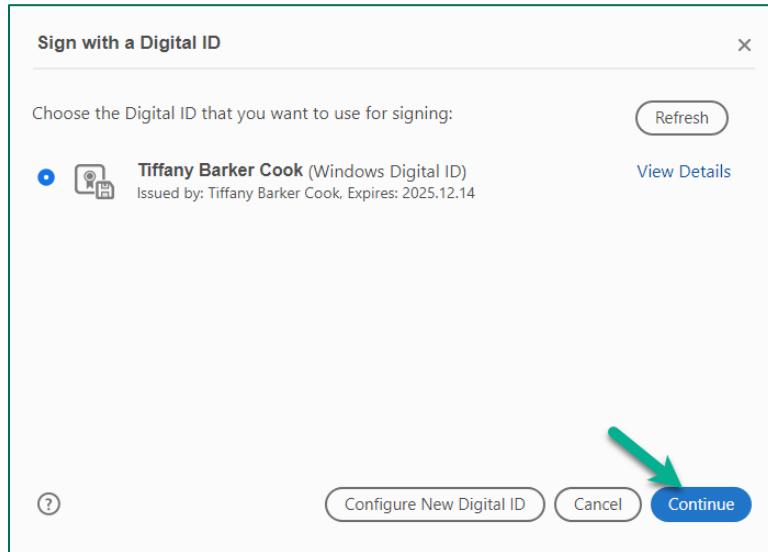 Sign with a Digital ID
Choose the Digital ID that you want to use for signing:
Refresh
Tiffany Barker Cook (Windows Digital ID)
View Details
Issued by: Tiffany Barker Cook, Expires: 2025.12.14
?
Configure New Digital ID
Cancel
Continue